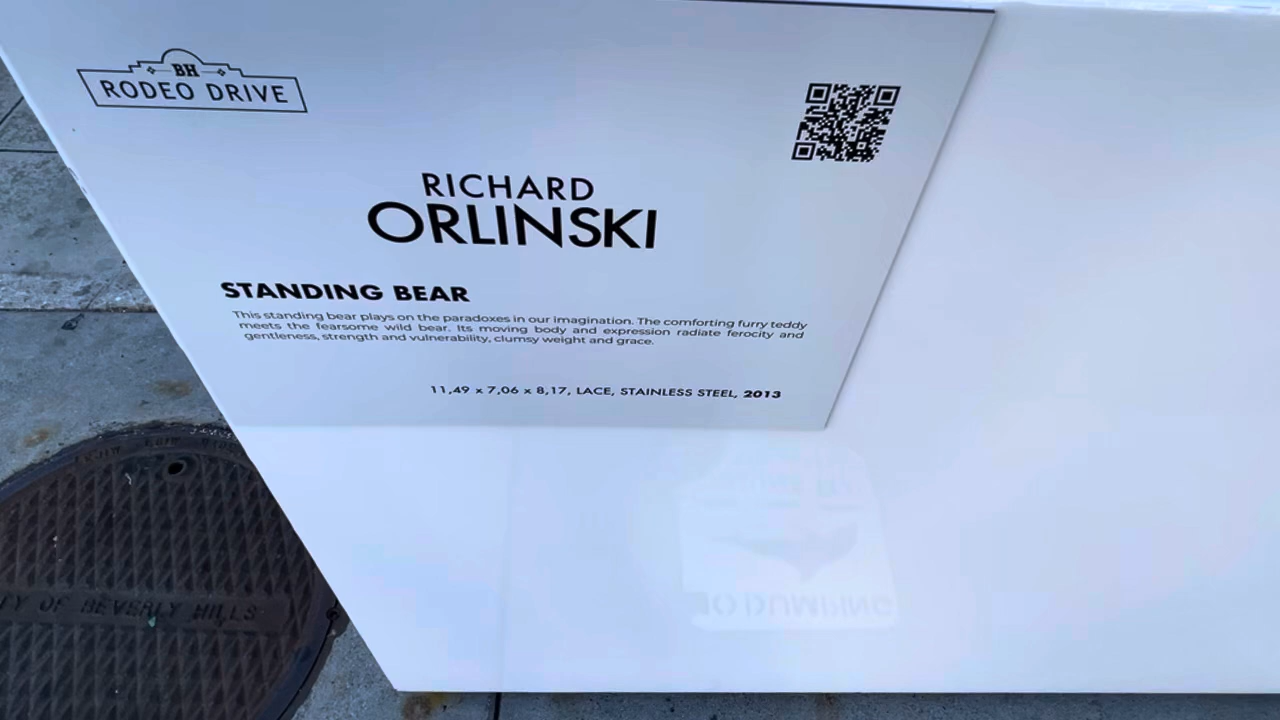 BH
RODEO DRIVE
RICHARD
ORLINSKI
STANDING BEAR
This standing bear plays on the paradoxes in our imagination. The comforting furry teddy
meets the fearsome wild bear. Its moving body and expression radiate ferocity and
gentleness, strength and vulnerability, clumsy weight and grace.
11,49 x 7,06 x 8,17, LACE, STAINLESS STEEL, 2013
OF BEVERLY HILLS
DUMPING